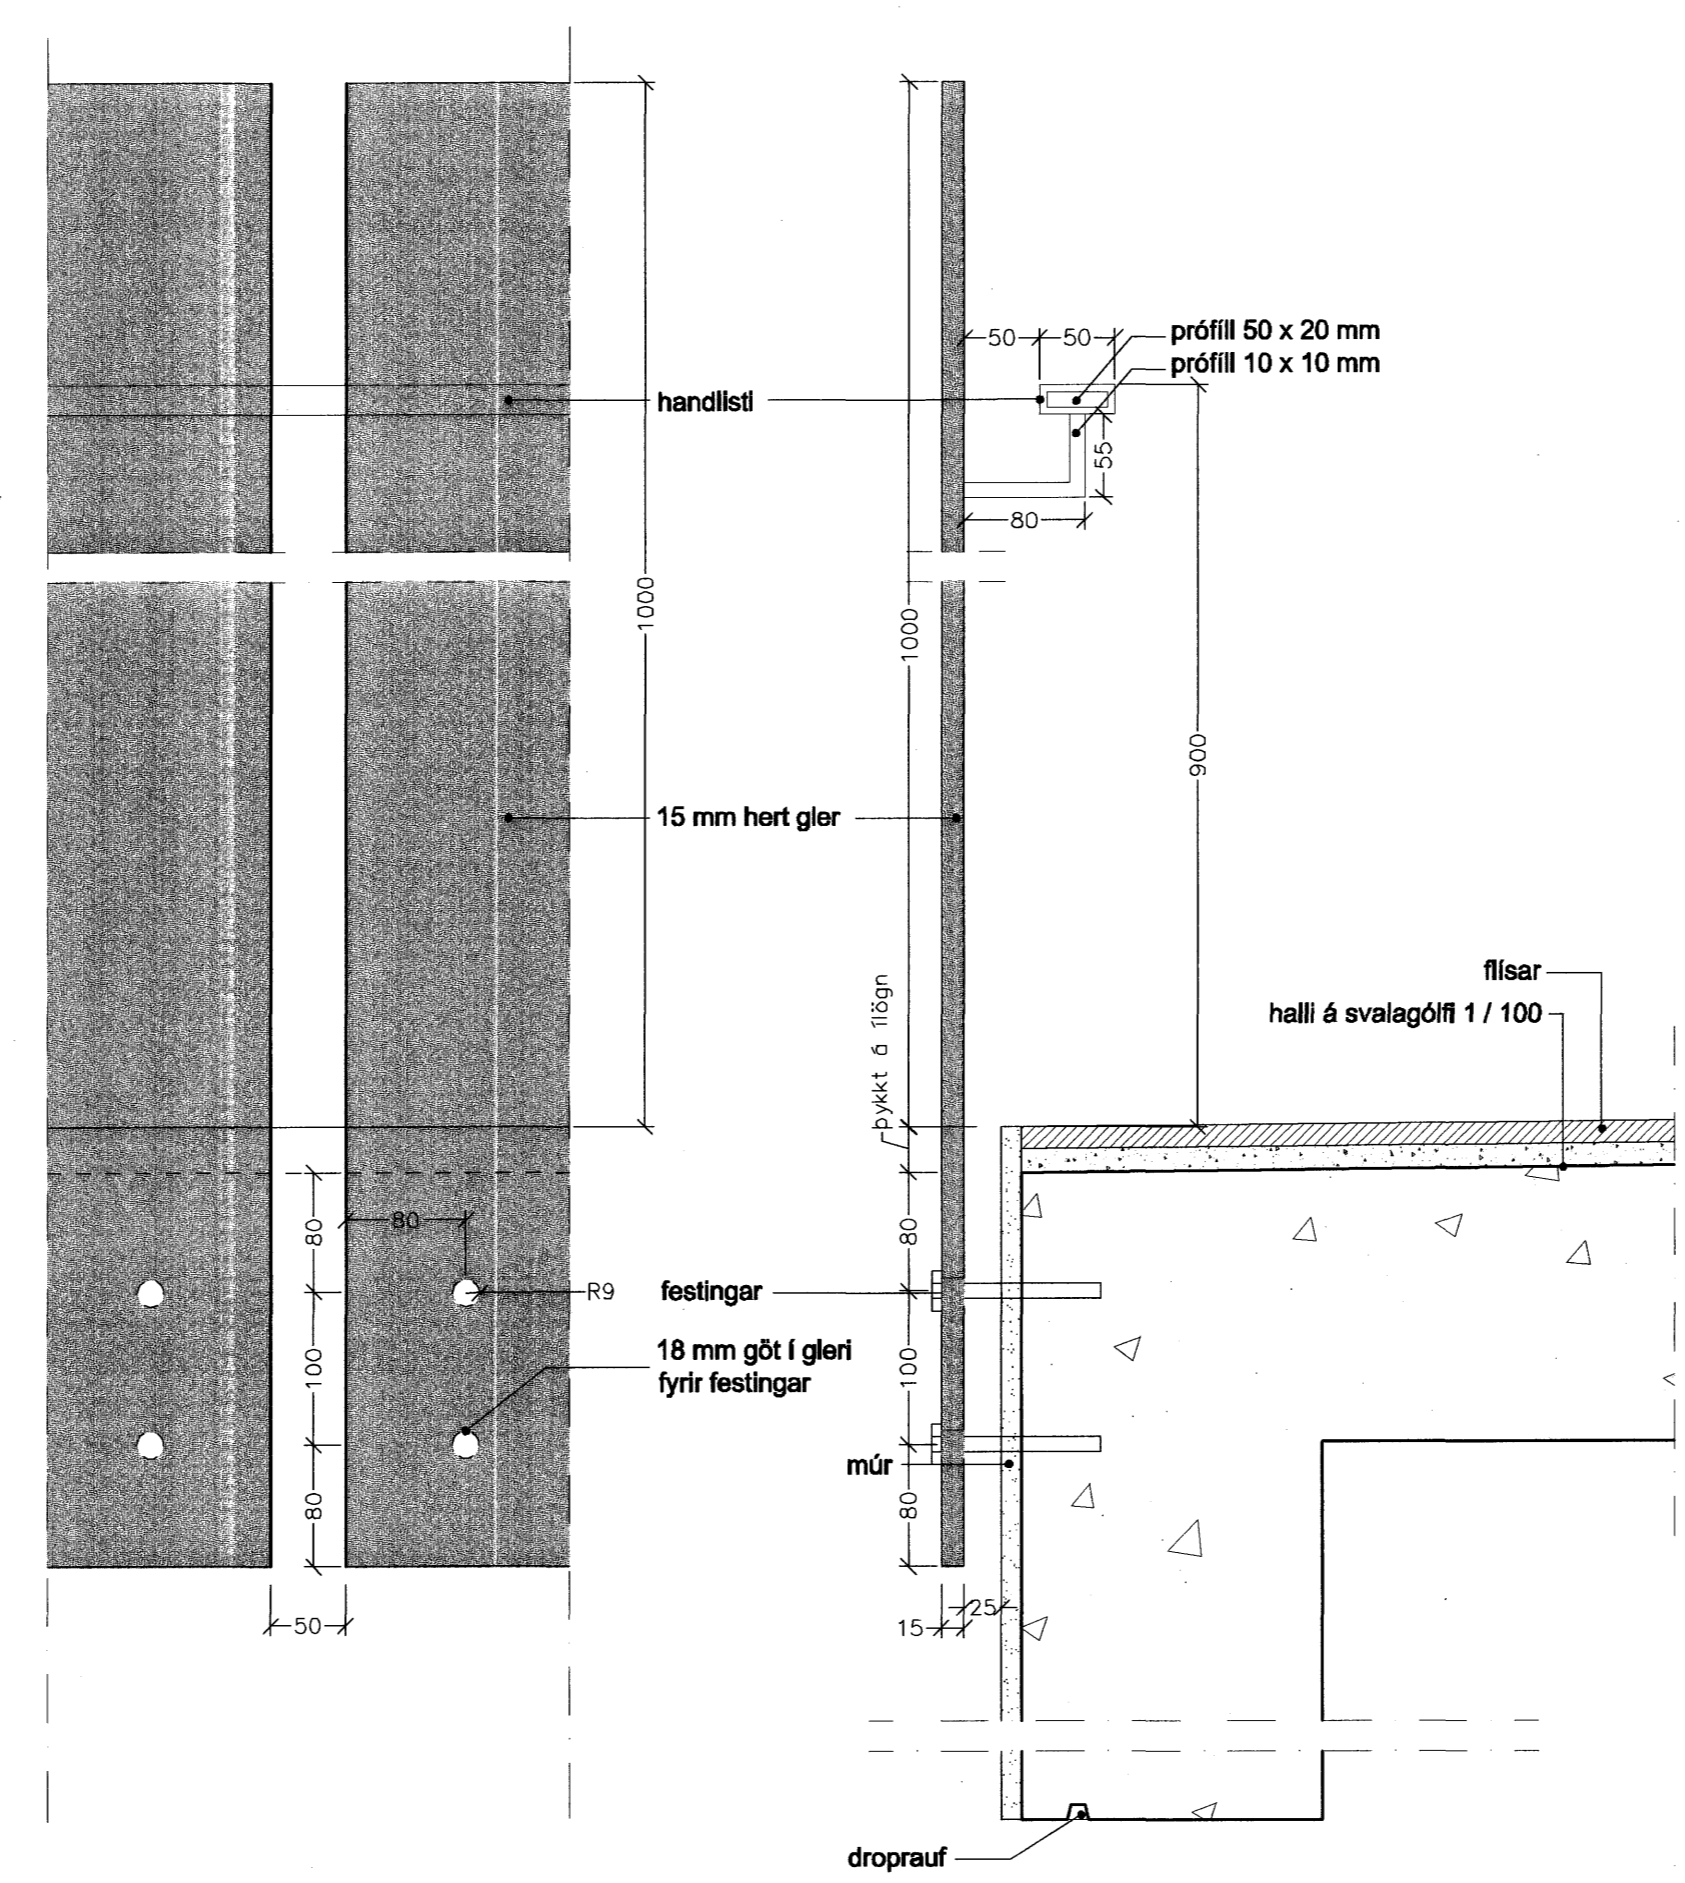 50
50
prófíll 50 x 20 mm
prófíll 10 x 10 mm
handlisti
55
80
1000
1000
900
15 mm hert gler
flísar
halli á svalagólfi 1 / 100
þykkt á ílögn
80
80
80
R9
festingar
100
18 mm göt í gleri
fyrir festingar
100
múr
80
80
50
25
15
droprauf